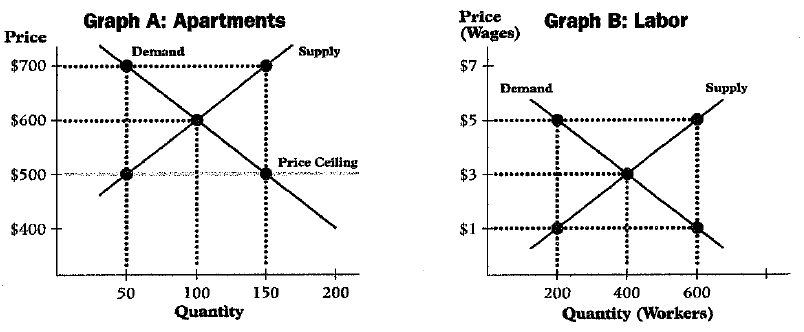 Graph A: Apartments
Price
Demand
Supply
$700
$600
Price Ceiling
$500
$400
50 100 150 200
Quantity
Graph B: Labor
Price
(Wages)
$7
Demand
Supply
$5
$3
$1
200 400 600
Quantity (Workers)